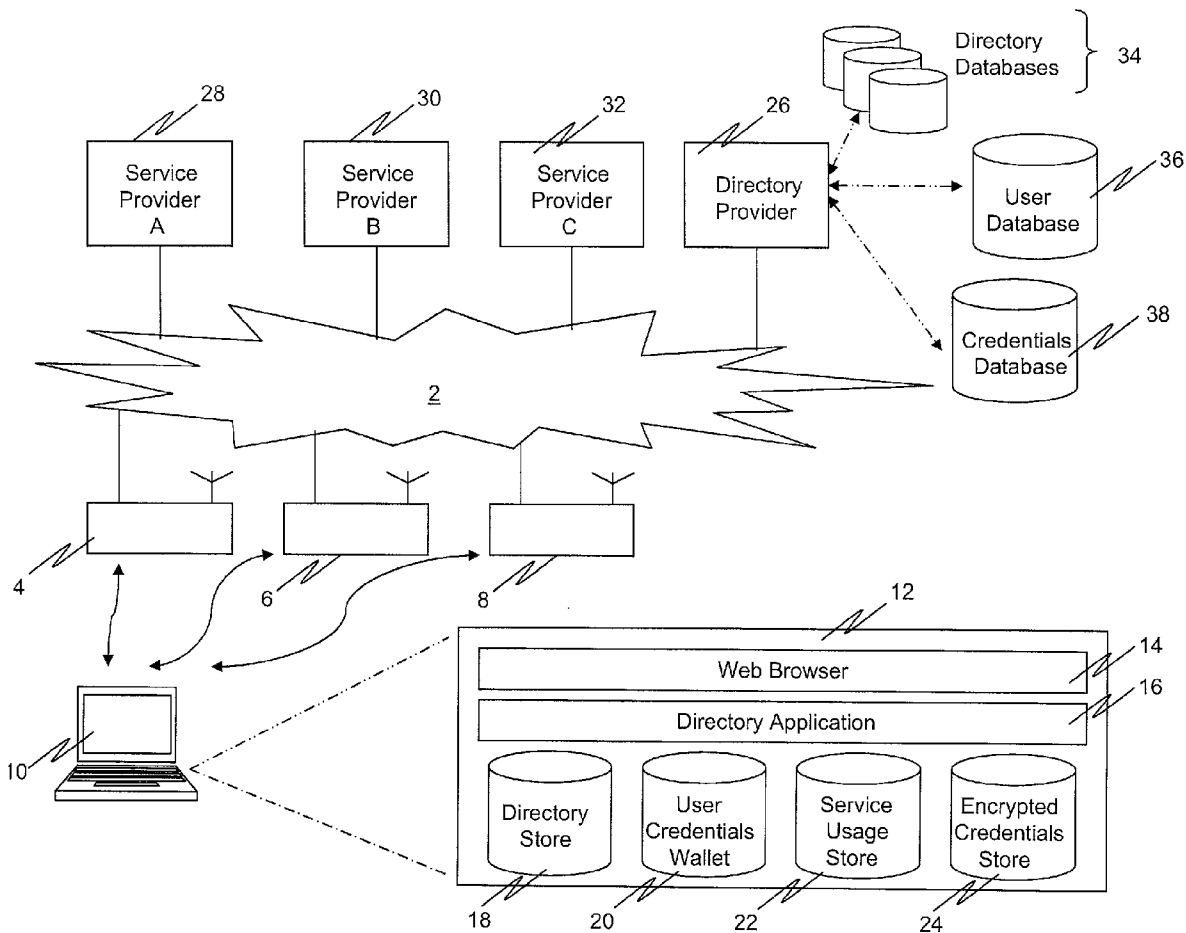 Directory
Databases
34
28
30
32
26
Service
Provider
A
Service
Provider
B
Service
Provider
C
Directory
Provider
36
User
Database
38
Credentials
Database
2
4
6
8
12
Web Browser
14
16
Directory Application
10
Directory
Store
User
Credentials
Wallet
Service
Usage
Store
Encrypted
Credentials
Store
18
20
22
24